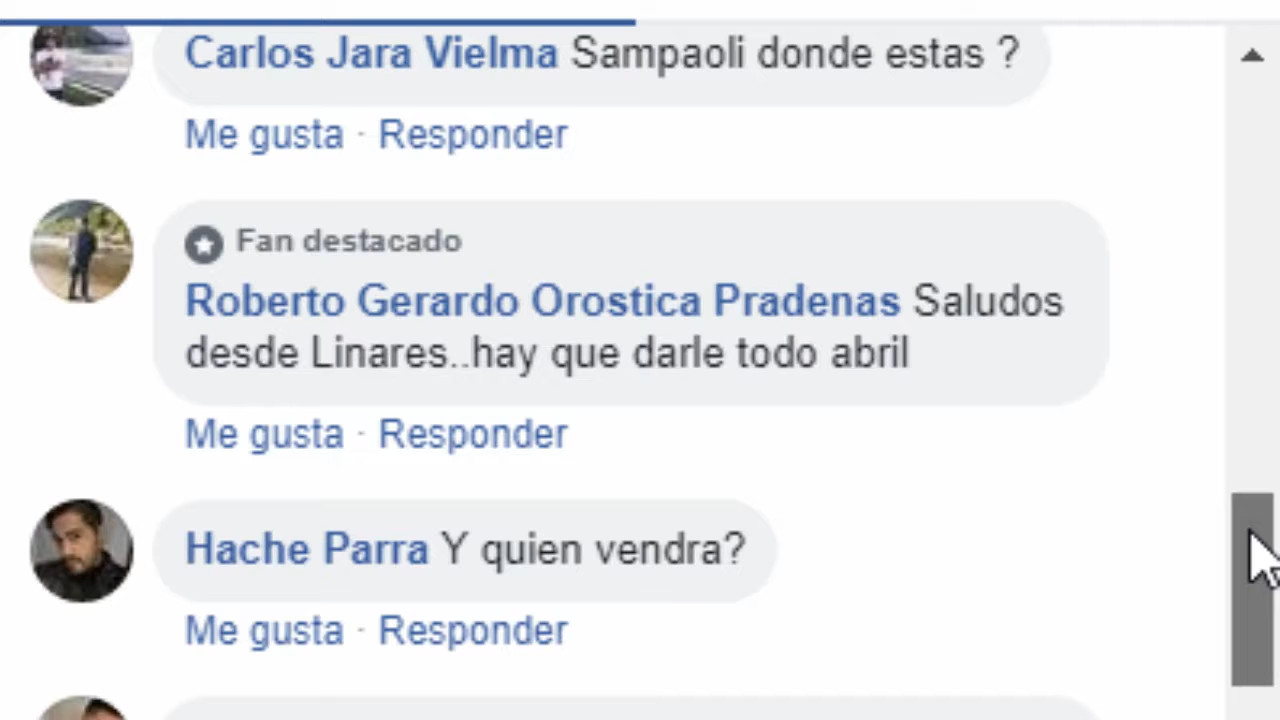 Carlos Jara Vielma Sampaoli donde estas ?
Me gusta · Responder
Fan destacado
Roberto Gerardo Orostica Pradenas Saludos
desde Linares..hay que darle todo abril
Me gusta · Responder
Hache Parra Y quien vendra?
Me gusta · Responder